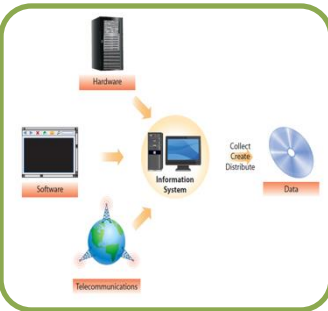 Hardware
Software
Telecommunications
Information
System
Collect
Create
Distribute
Data